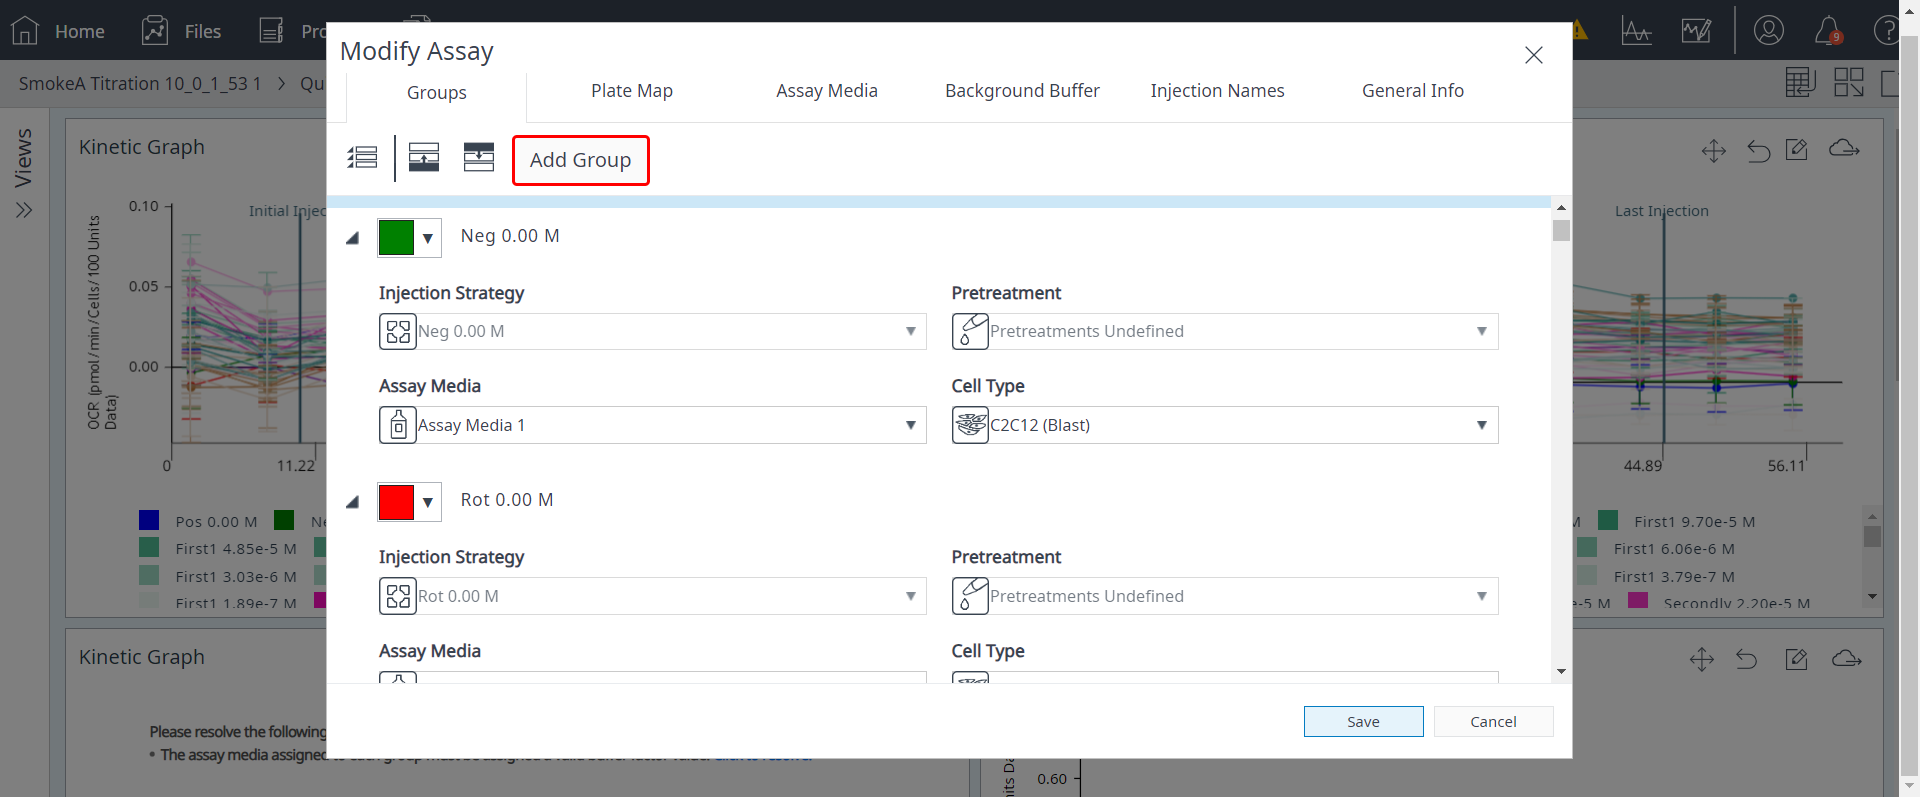 Home
Files
9
SmokeA Titration 10_0_1_53 1
Views
Modify Assay
Groups
Plate Map
Assay Media
Background Buffer
Injection Names
General Info
Add Group
Neg 0.00 M
Injection Strategy
Pretreatment
Neg 0.00 M
Pretreatments Undefined
Assay Media
Cell Type
Assay Media 1
C2C12 (Blast)
Rot 0.00 M
Injection Strategy
Pretreatment
Rot 0.00 M
Pretreatments Undefined
Assay Media
Cell Type
Save
Cancel
Kinetic Graph
0.10
0.05
0.00
OCR (pmol/min/Cells/100 Units
Data)
Initial
0
11.22
Last Injection
44.89
56.11
Pos 0.00 M
First1 4.85e-5 M
First1 3.03e-6 M
First1 1.89e-7 M
First1 9.70e-5 M
First1 6.06e-6 M
First1 3.79e-7 M
Secondly 2.20e-5 M
Kinetic Graph
Please resolve the following
The assay media assigned
0.60